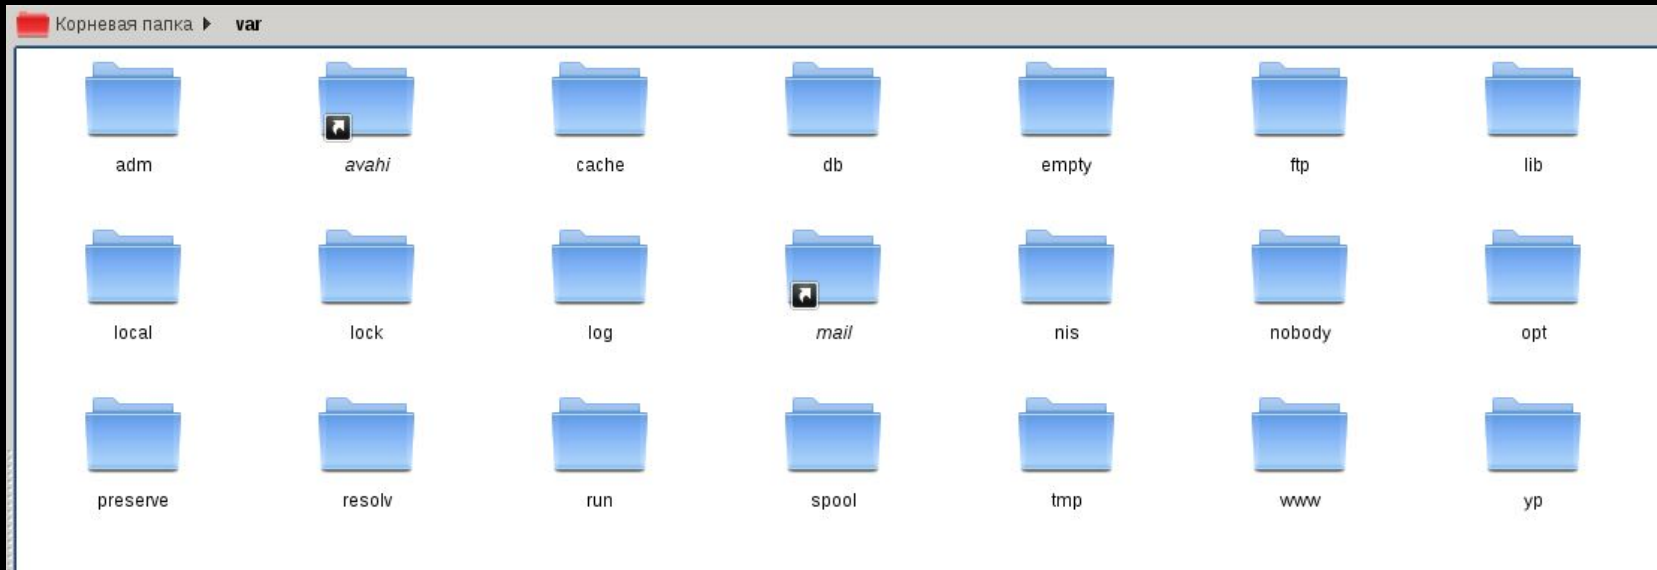 Корневая папка var
adm avahi cache db empty ftp lib
local lock log mail nis nobody opt
preserve resolv run spool tmp www yp